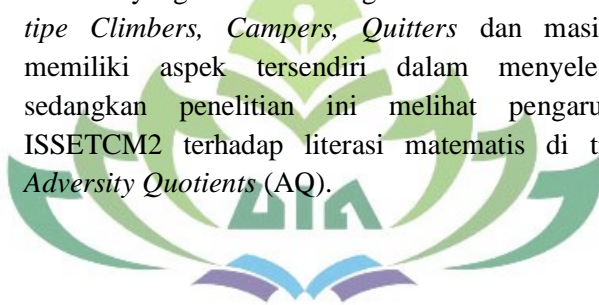 tipe Climbers, Campers, Quitters dan masi
memiliki aspek tersendiri dalam menyele
sedangkan penelitian ini melihat pengaru
ISSETCM2 terhadap literasi matematis di t
Adversity Quotients (AQ).